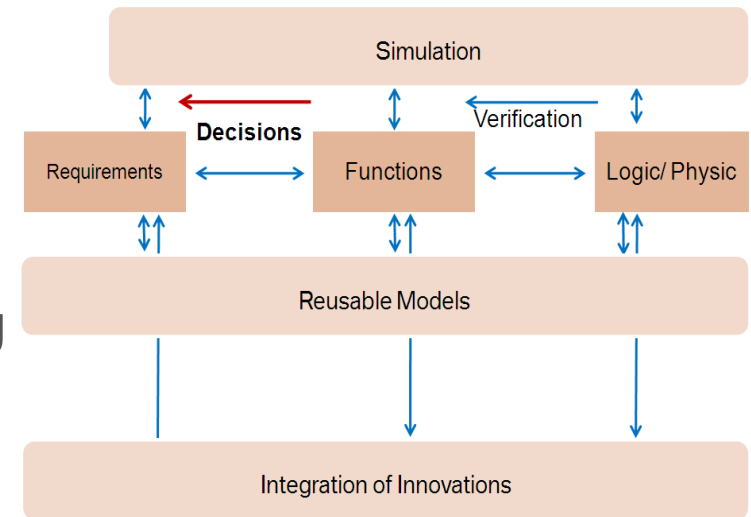 Simulation
Decisions
Verification
Requirements
Functions
Logic/ Physic
Reusable Models
Integration of Innovations